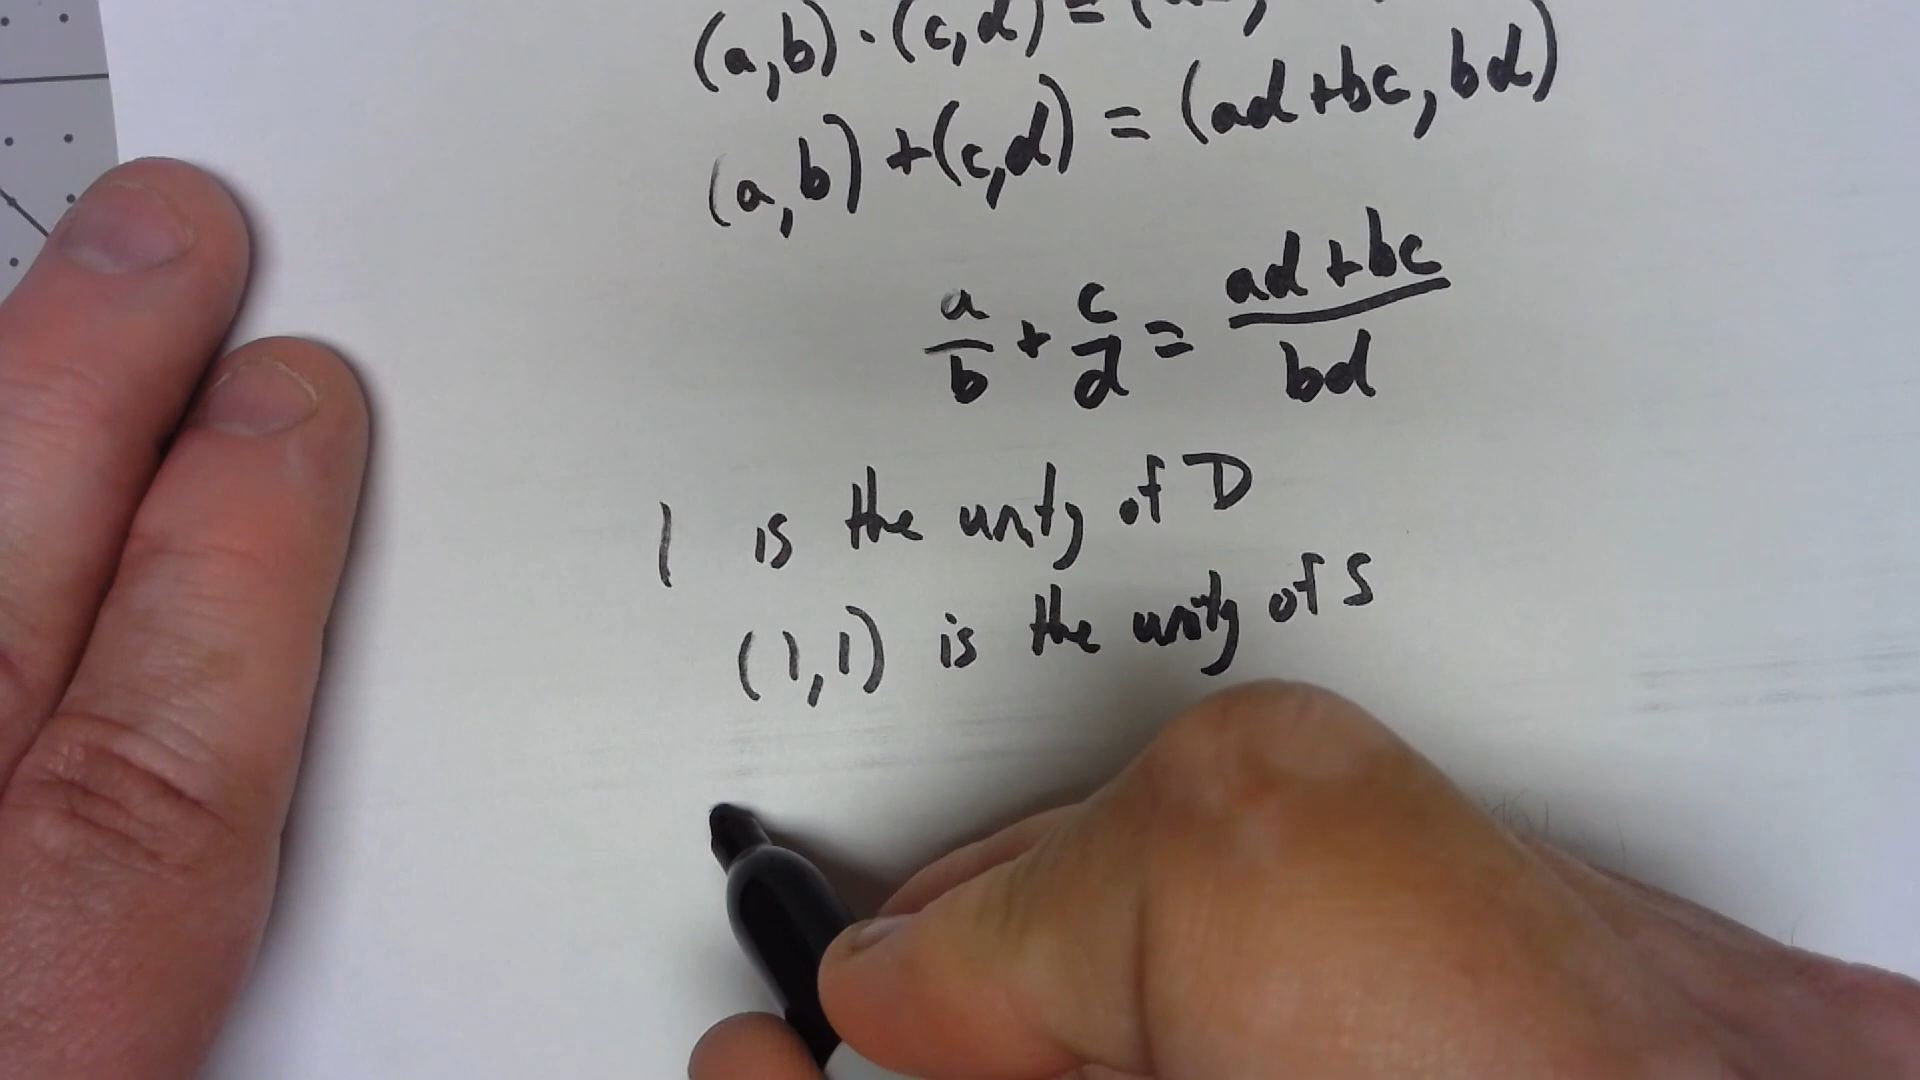 (a,b) · (c,d) = (
(a,b) + (c,d) = (ad+bc, bd)
a/b + c/d = ad+bc/bd
1 is the unity of D
(1,1) is the unity of S